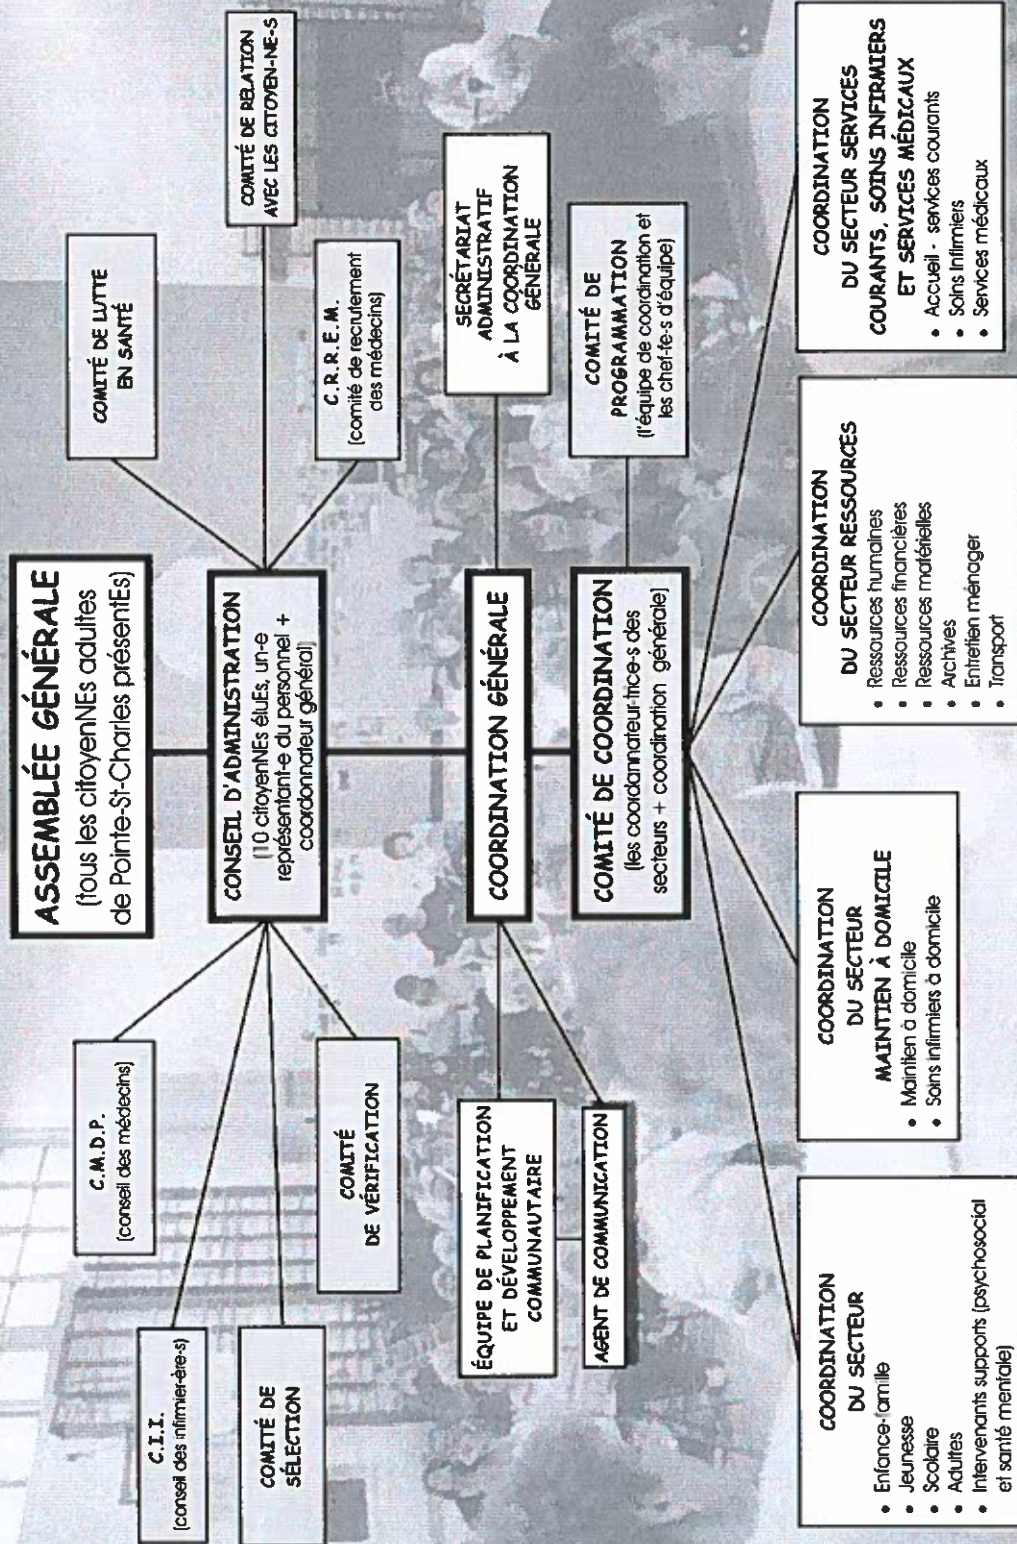 ASSEMBLÉE GÉNÉRALE
(tous les citoyenNEs adultes
de Pointe-St-Charles présentEs)
C.M.D.P.
(conseil des médecins)
COMITÉ DE LUTTE
EN SANTÉ
C.I.I.
(conseil des infirmier-ère-s)
CONSEIL D'ADMINISTRATION
(10 citoyenNEs élus, un-e
représentant-e du personnel +
coordonnateur général)
COMITÉ DE RELATION
AVEC LES CITOYEN-NE-S
COMITÉ DE
SÉLECTION
COMITÉ
DE VÉRIFICATION
C.R.R.E.M.
(comité de recrutement
des médecins)
ÉQUIPE DE PLANIFICATION
ET DÉVELOPPEMENT
COMMUNAUTAIRE
COORDINATION GÉNÉRALE
SECRÉTARIAT
ADMINISTRATIF
À LA COORDINATION
GÉNÉRALE
AGENT DE COMMUNICATION
COMITÉ DE COORDINATION
(les coordannateur-trice-s des
secteurs + coordination générale)
COMITÉ DE
PROGRAMMATION
(l'équipe de coordination et
les chef-fe-s d'équipe)
COORDINATION
DU SECTEUR
• Enfance-famille
• Jeunesse
• Scolaire
• Adultes
• Intervenants supports (psychosocial
et santé mentale)
COORDINATION
DU SECTEUR
MAINTIEN À DOMICILE
• Maintien à domicile
• Soins infirmiers à domicile
COORDINATION
DU SECTEUR RESSOURCES
• Ressources humaines
• Ressources financières
• Ressources matérielles
• Archives
• Entretien ménager
• Transport
COORDINATION
DU SECTEUR SERVICES
COURANTS, SOINS INFIRMIERS
ET SERVICES MÉDICAUX
• Accueil - services courants
• Soins Infirmiers
• Services médicaux